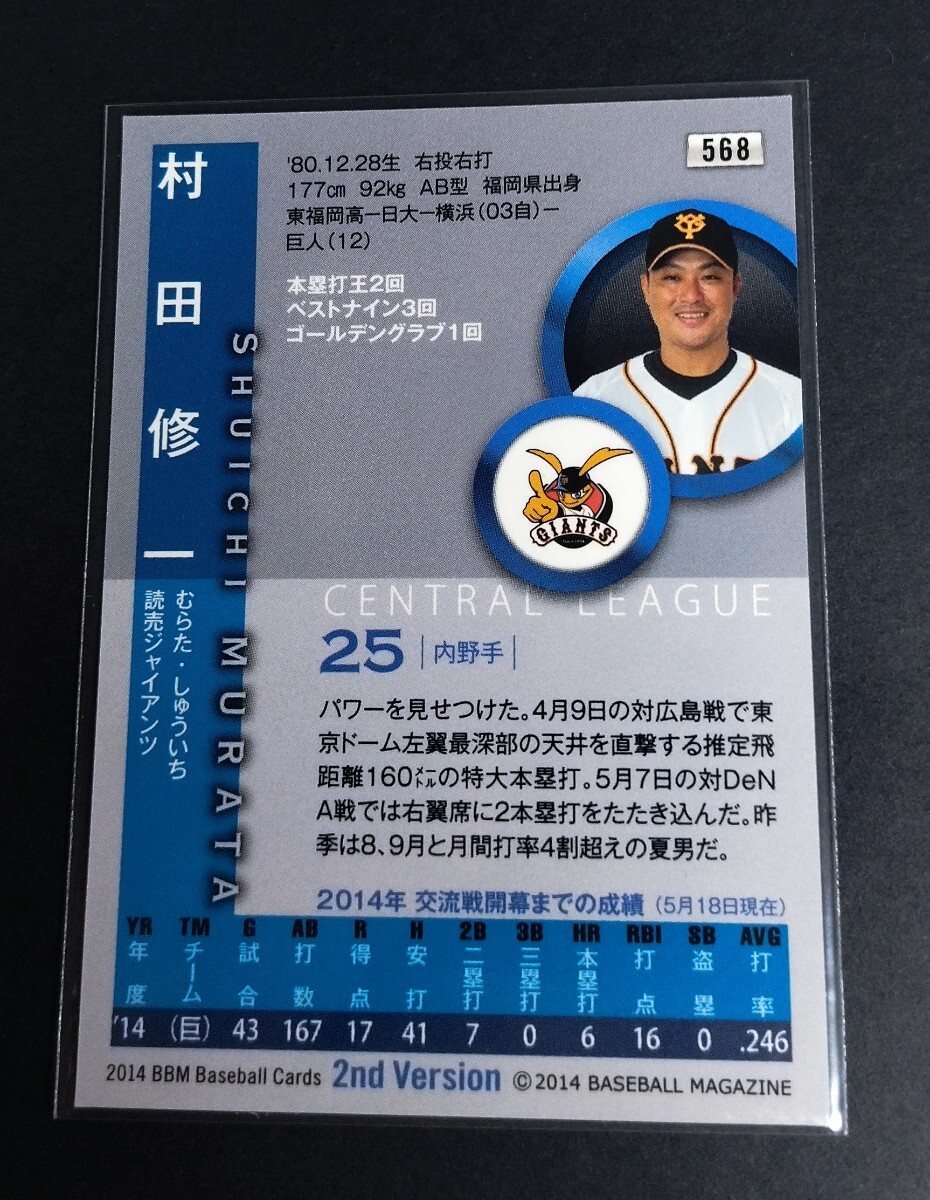 568
村田修一
SHUICHI MURATA
むらた・しゅういち
読売ジャイアンツ
'80.12.28生 右投右打
177cm 92kg AB型 福岡県出身
東福岡高ー日大ー横浜(03自)ー
巨人(12)
本塁打王2回
ベストナイン3回
ゴールデングラブ1回
GIANTS
CENTRAL LEAGUE
25 |内野手|
パワーを見せつけた。4月9日の対広島戦で東
京ドーム左翼最深部の天井を直撃する推定飛
距離160メートルの特大本塁打。5月7日の対DeN
A戦では右翼席に2本塁打をたたき込んだ。昨
季は8、9月と月間打率4割超えの夏男だ。
2014年 交流戦開幕までの成績 (5月18日現在)
YR TM G AB R H 2B 3B HR RBI SB AVG
年度 チーム 試合 打数 得点 安打 二塁打 三塁打 本塁打 打点 盗塁 打率
'14 (巨) 43 167 17 41 7 0 6 16 0 .246
2014 BBM Baseball Cards 2nd Version ©2014 BASEBALL MAGAZINE